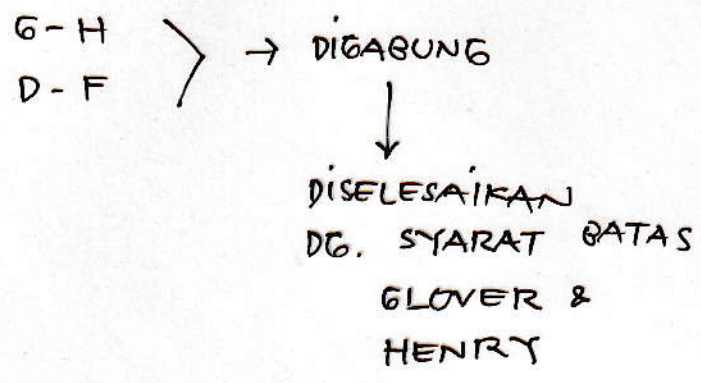 G-H
D-F
→ DIGABUNG
DISELESAIKAN
DG. SYARAT BATAS
GLOVER &
HENRY